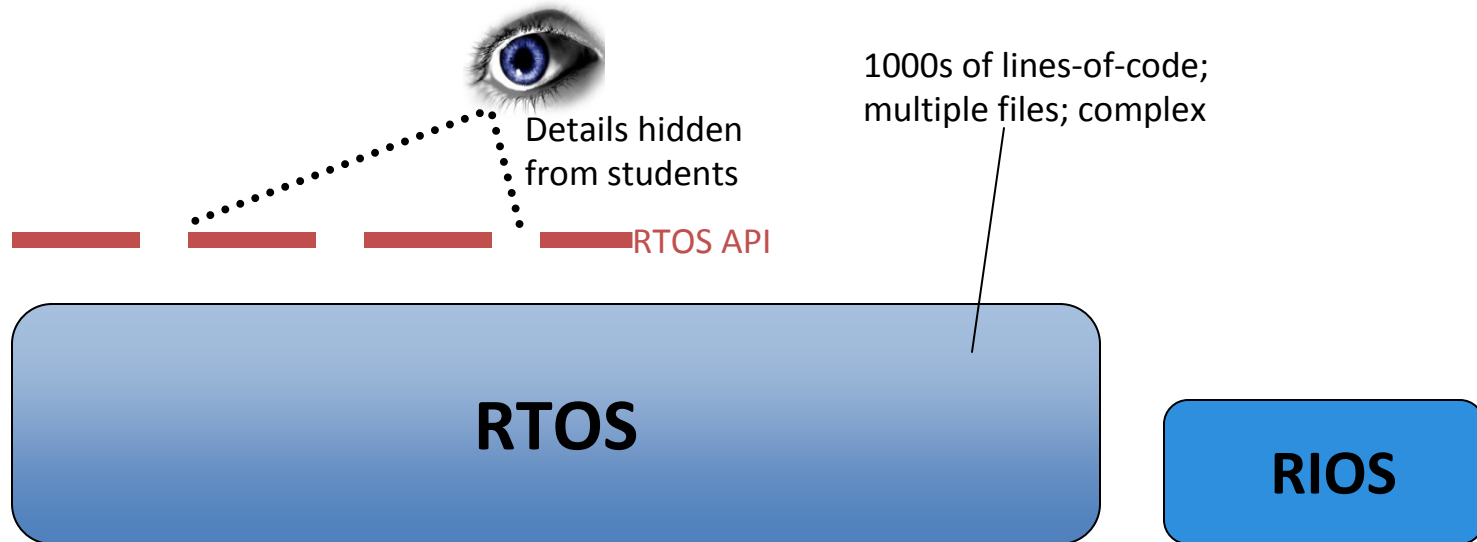 1000s of lines-of-code;
multiple files; complex
Details hidden
from students
RTOS API
RTOS
RIOS